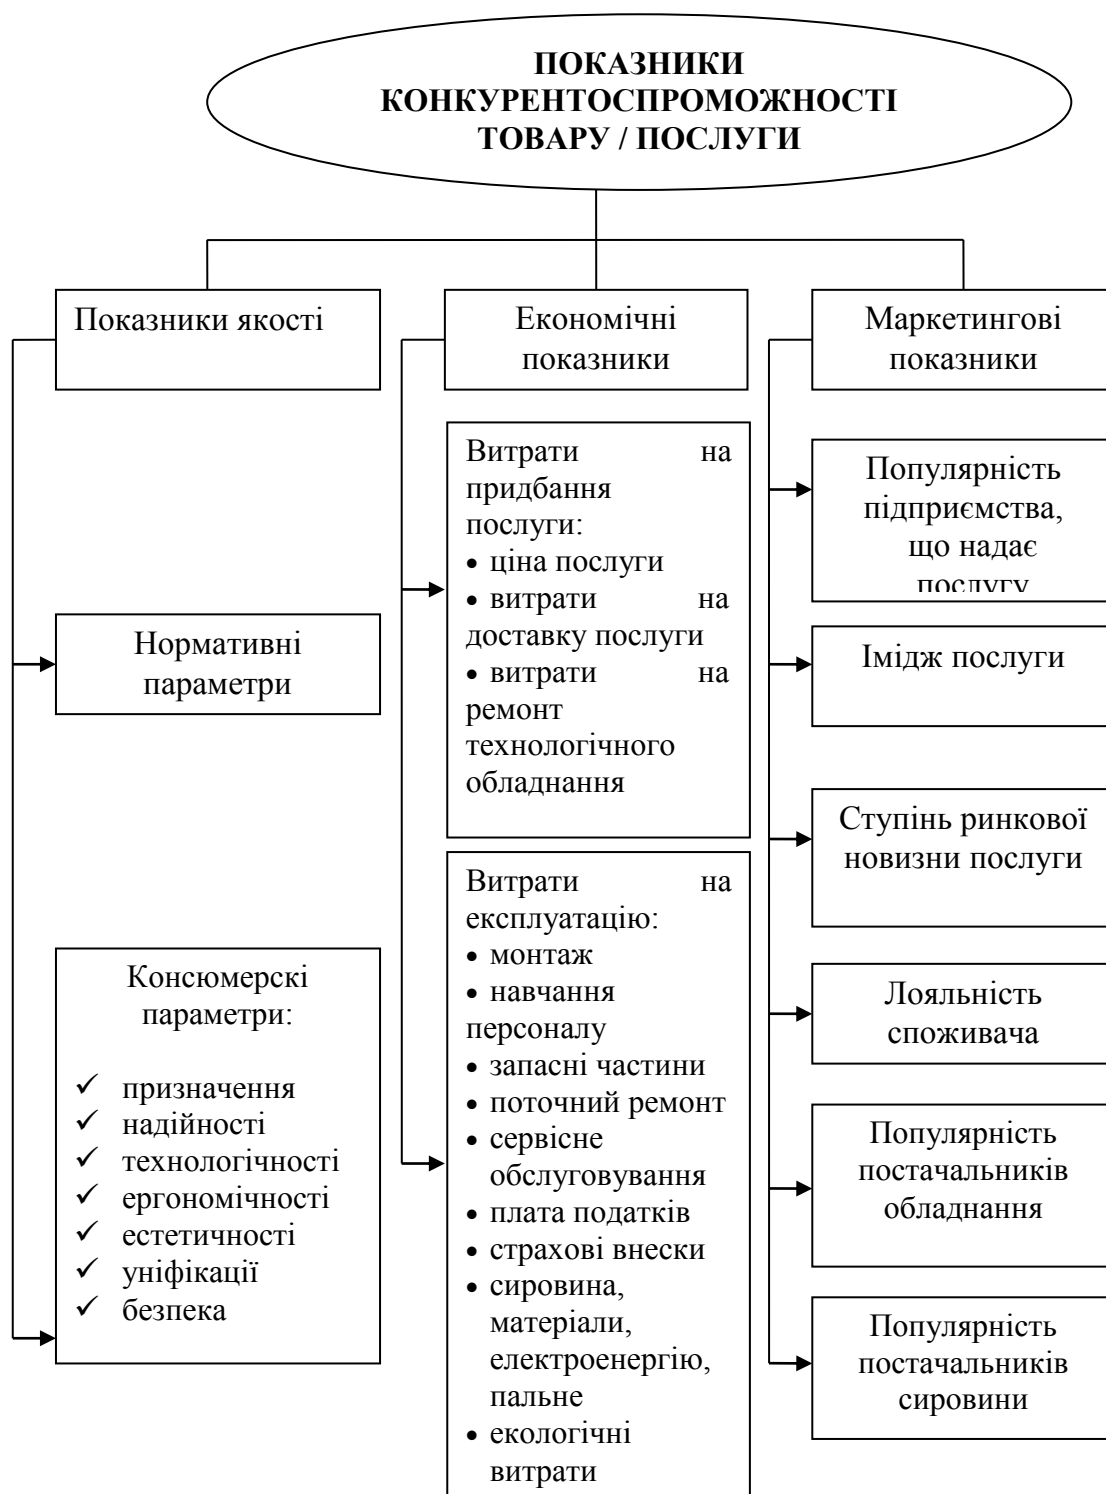 ПОКАЗНИКИ
КОНКУРЕНТОСПРОМОЖНОСТІ
ТОВАРУ / ПОСЛУГИ
Показники якості
Нормативні
параметри
Консюмерскі
параметри:
✓ призначення
✓ надійності
✓ технологічності
✓ ергономічності
✓ естетичності
✓ уніфікації
✓ безпека
Економічні
показники
Витрати на
придбання
послуги:
• ціна послуги
• витрати на
доставку послуги
• витрати на
ремонт
технологічного
обладнання
Витрати на
експлуатацію:
• монтаж
• навчання
персоналу
• запасні частини
• поточний ремонт
• сервісне
обслуговування
• плата податків
• страхові внески
• сировина,
матеріали,
електроенергію,
пальне
• екологічні
витрати
Маркетингові
показники
Популярність
підприємства,
що надає
послугу
Імідж послуги
Ступінь ринкової
новизни послуги
Лояльність
споживача
Популярність
постачальників
обладнання
Популярність
постачальників
сировини